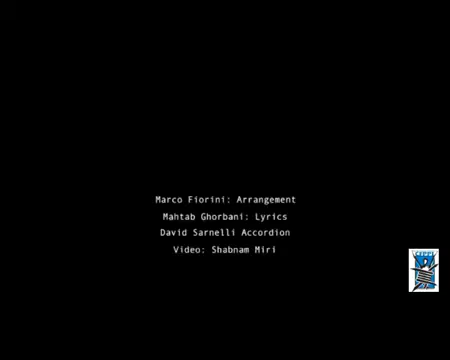 Marco Fiorini: Arrangement
Mahtab Ghorbani: Lyrics
David Sarnelli Accordion
Video: Shabnam Miri